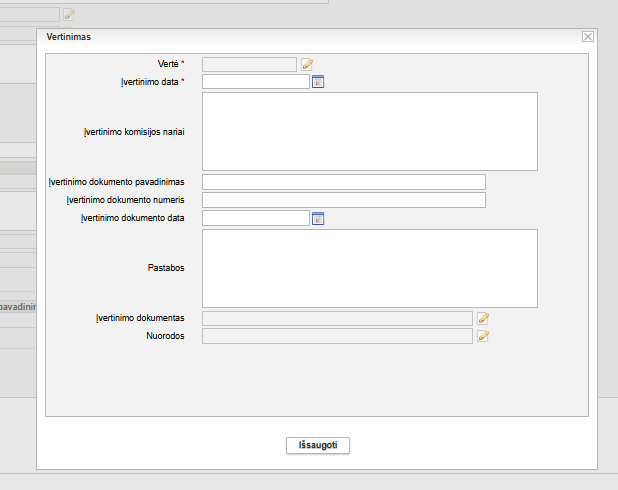 Vertinimas
Vertė *
Įvertinimo data *
Įvertinimo komisijos nariai
Įvertinimo dokumento pavadinimas
Įvertinimo dokumento numeris
Įvertinimo dokumento data
Pastabos
pavadinir
Įvertinimo dokumentas
Nuorodos
Išsaugoti